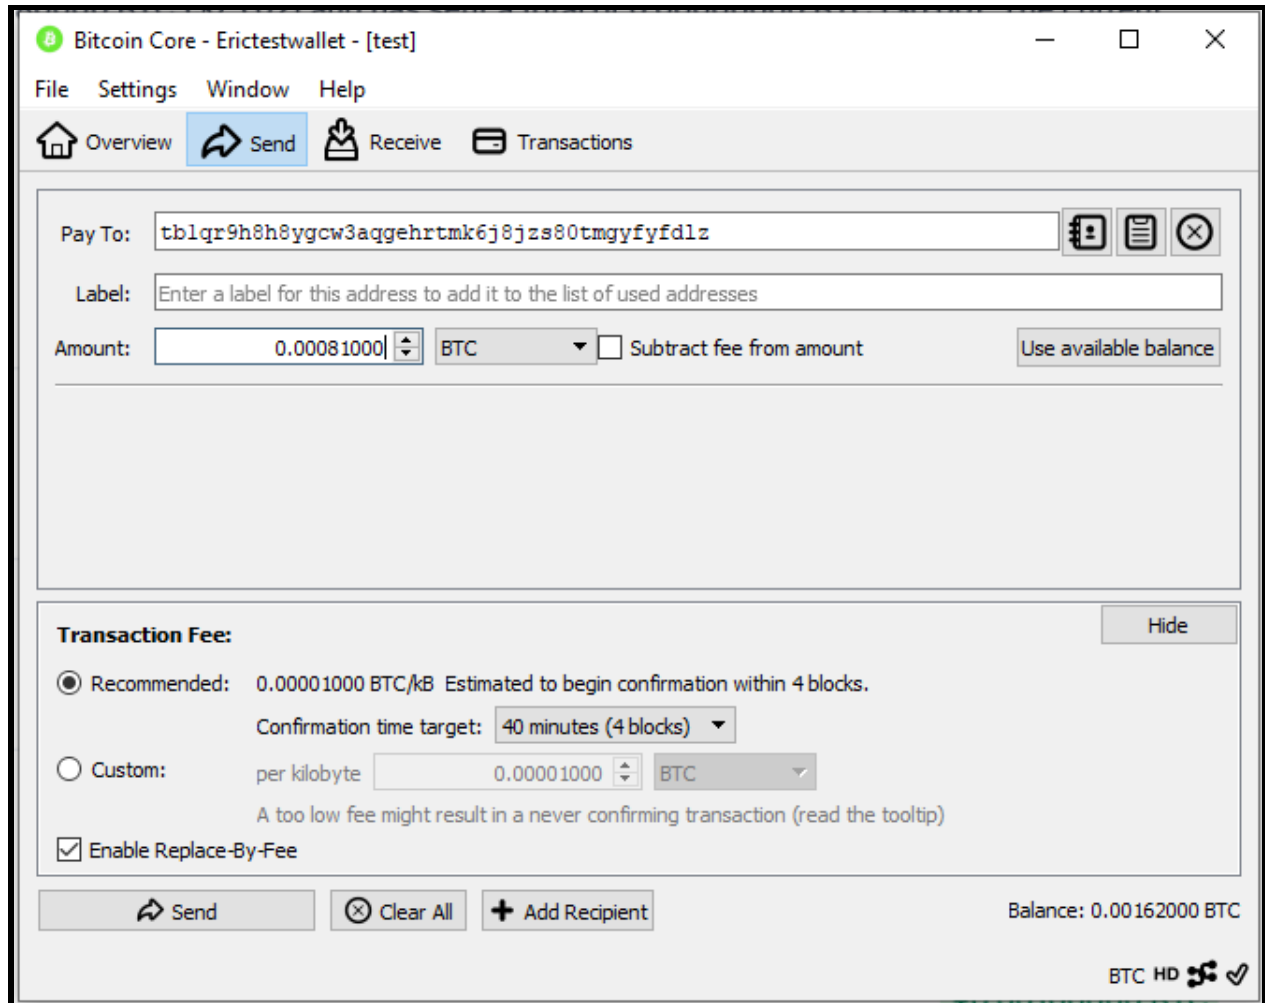 Bitcoin Core - Erictestwallet - [test]
File Settings Window Help
Overview Send Receive Transactions
Pay To: tb1qr9h8h8ygcw3aqgehrtmk6j8jzs80tmgyfyfdlz
Label: Enter a label for this address to add it to the list of used addresses
Amount: 0.00081000 BTC Subtract fee from amount Use available balance
Transaction Fee: Hide
Recommended: 0.00001000 BTC/kB Estimated to begin confirmation within 4 blocks.
Confirmation time target: 40 minutes (4 blocks)
Custom: per kilobyte 0.00001000 BTC
A too low fee might result in a never confirming transaction (read the tooltip)
Enable Replace-By-Fee
Send Clear All Add Recipient Balance: 0.00162000 BTC
BTC HD